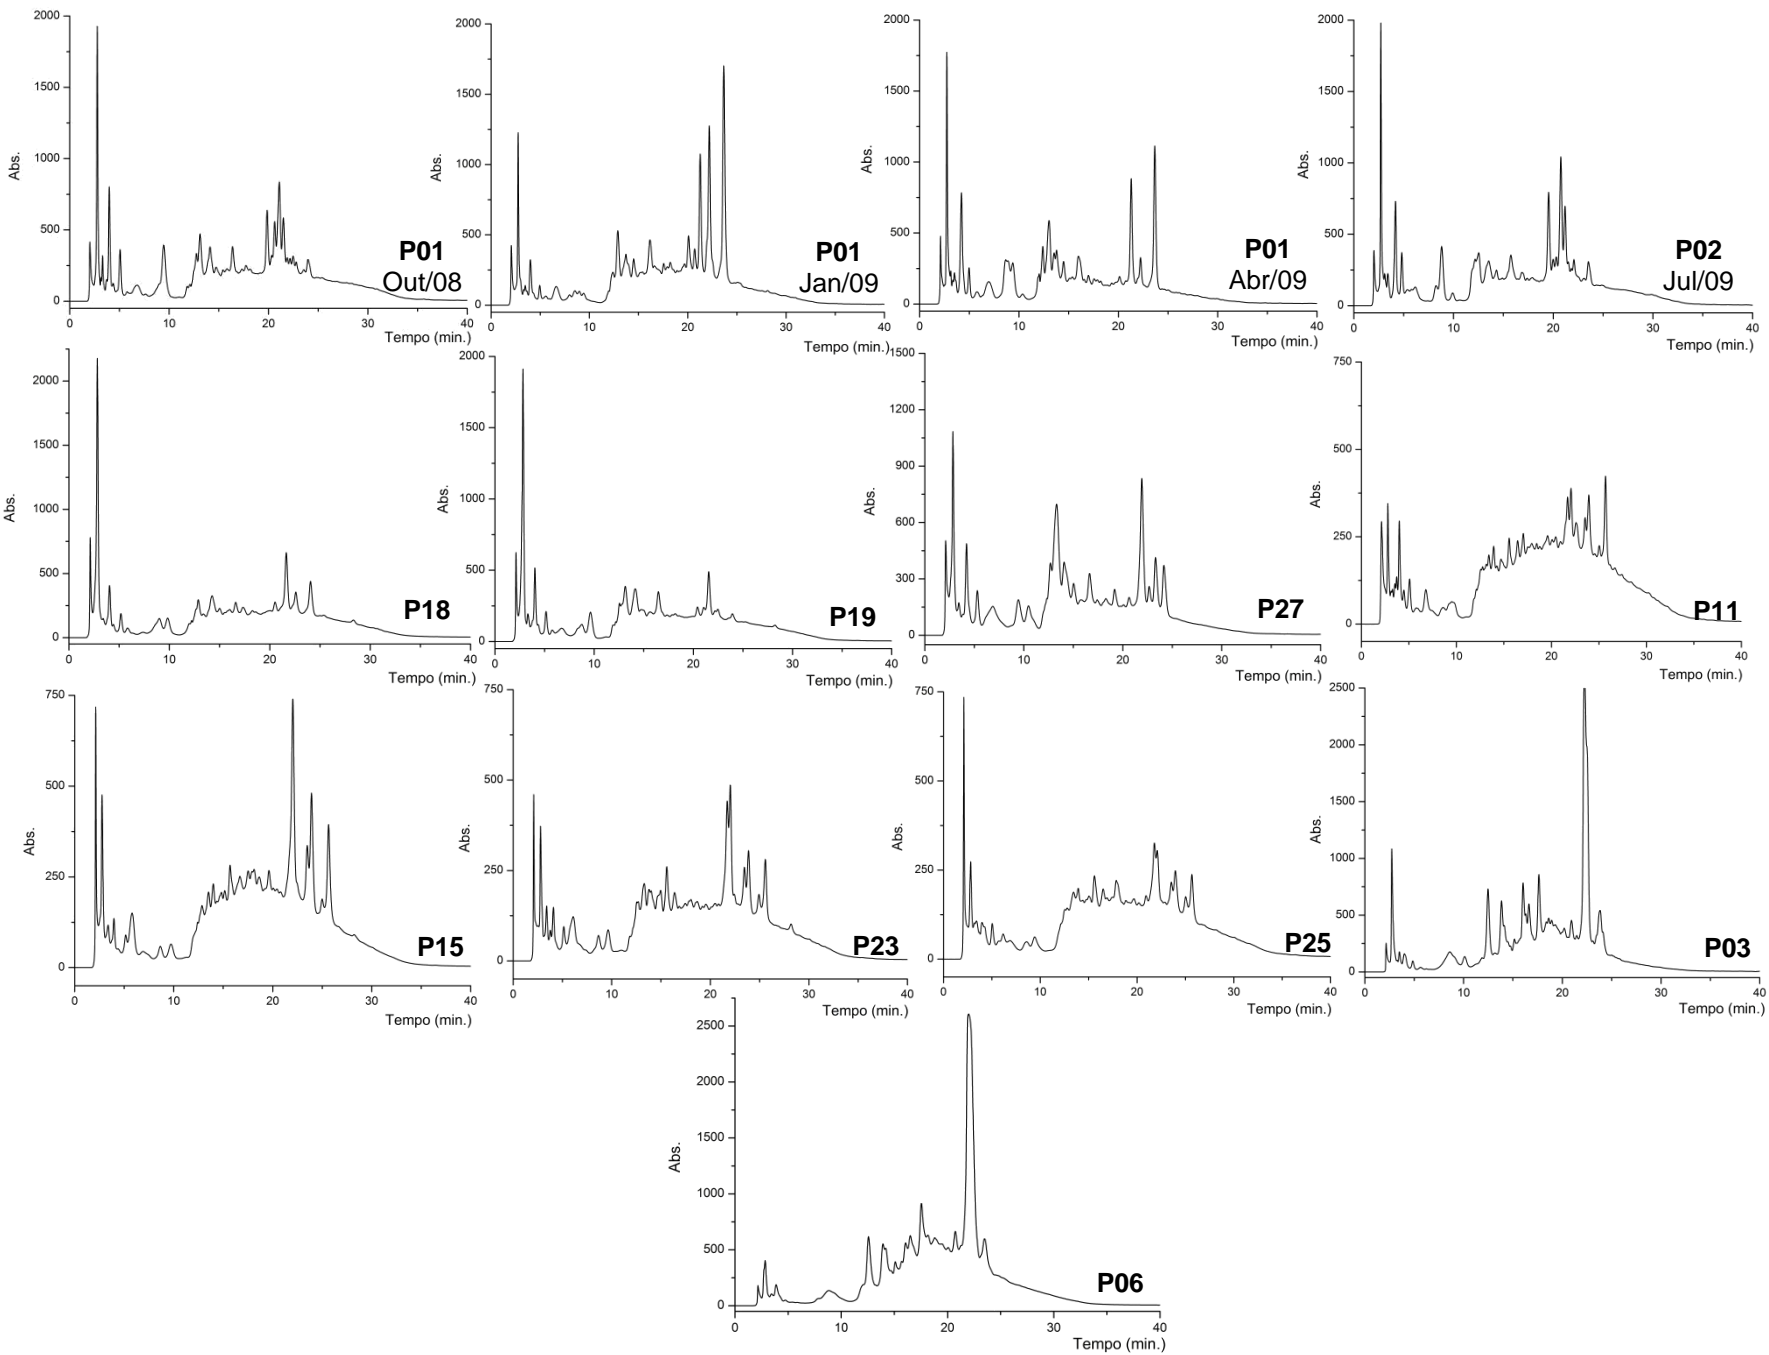 2000
1500
1000
500
0
Abs.
0 10 20 30 40
Tempo (min.)
P01
Out/08
2000
1500
1000
500
0
Abs.
0 10 20 30 40
Tempo (min.)
P01
Jan/09
2000
1500
1000
500
0
Abs.
0 10 20 30 40
Tempo (min.)
P01
Abr/09
2000
1500
1000
500
0
Abs.
0 10 20 30 40
Tempo (min.)
P02
Jul/09
2000
1500
1000
500
0
Abs.
0 10 20 30 40
Tempo (min.)
P18
2000
1500
1000
500
0
Abs.
0 10 20 30 40
Tempo (min.)
P19
1500
1200
900
600
300
0
Abs.
0 10 20 30 40
Tempo (min.)
P27
750
500
250
0
Abs.
0 10 20 30 40
Tempo (min.)
P11
750
500
250
0
Abs.
0 10 20 30 40
Tempo (min.)
P15
750
500
250
0
Abs.
0 10 20 30 40
Tempo (min.)
P23
750
500
250
0
Abs.
0 10 20 30 40
Tempo (min.)
P25
2500
2000
1500
1000
500
0
Abs.
0 10 20 30 40
Tempo (min.)
P03
2500
2000
1500
1000
500
0
Abs.
0 10 20 30 40
Tempo (min.)
P06